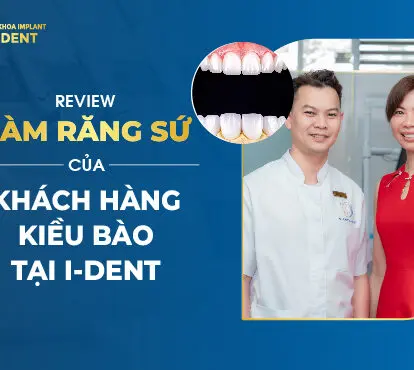 KHOA IMPLANT
DENT
REVIEW
ÀM RĂNG SỨ
CỦA
KHÁCH HÀNG
KIỀU BÀO
TẠI I-DENT